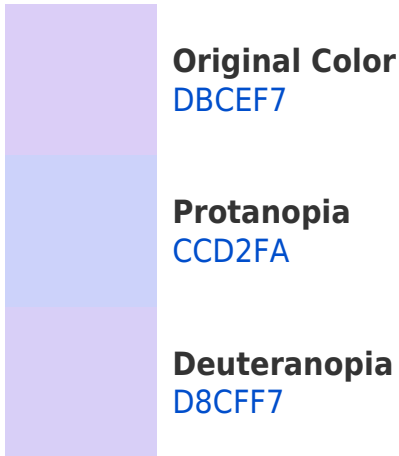 Original Color
DBCEF7
Protanopia
CCD2FA
Deuteranopia
D8CFF7